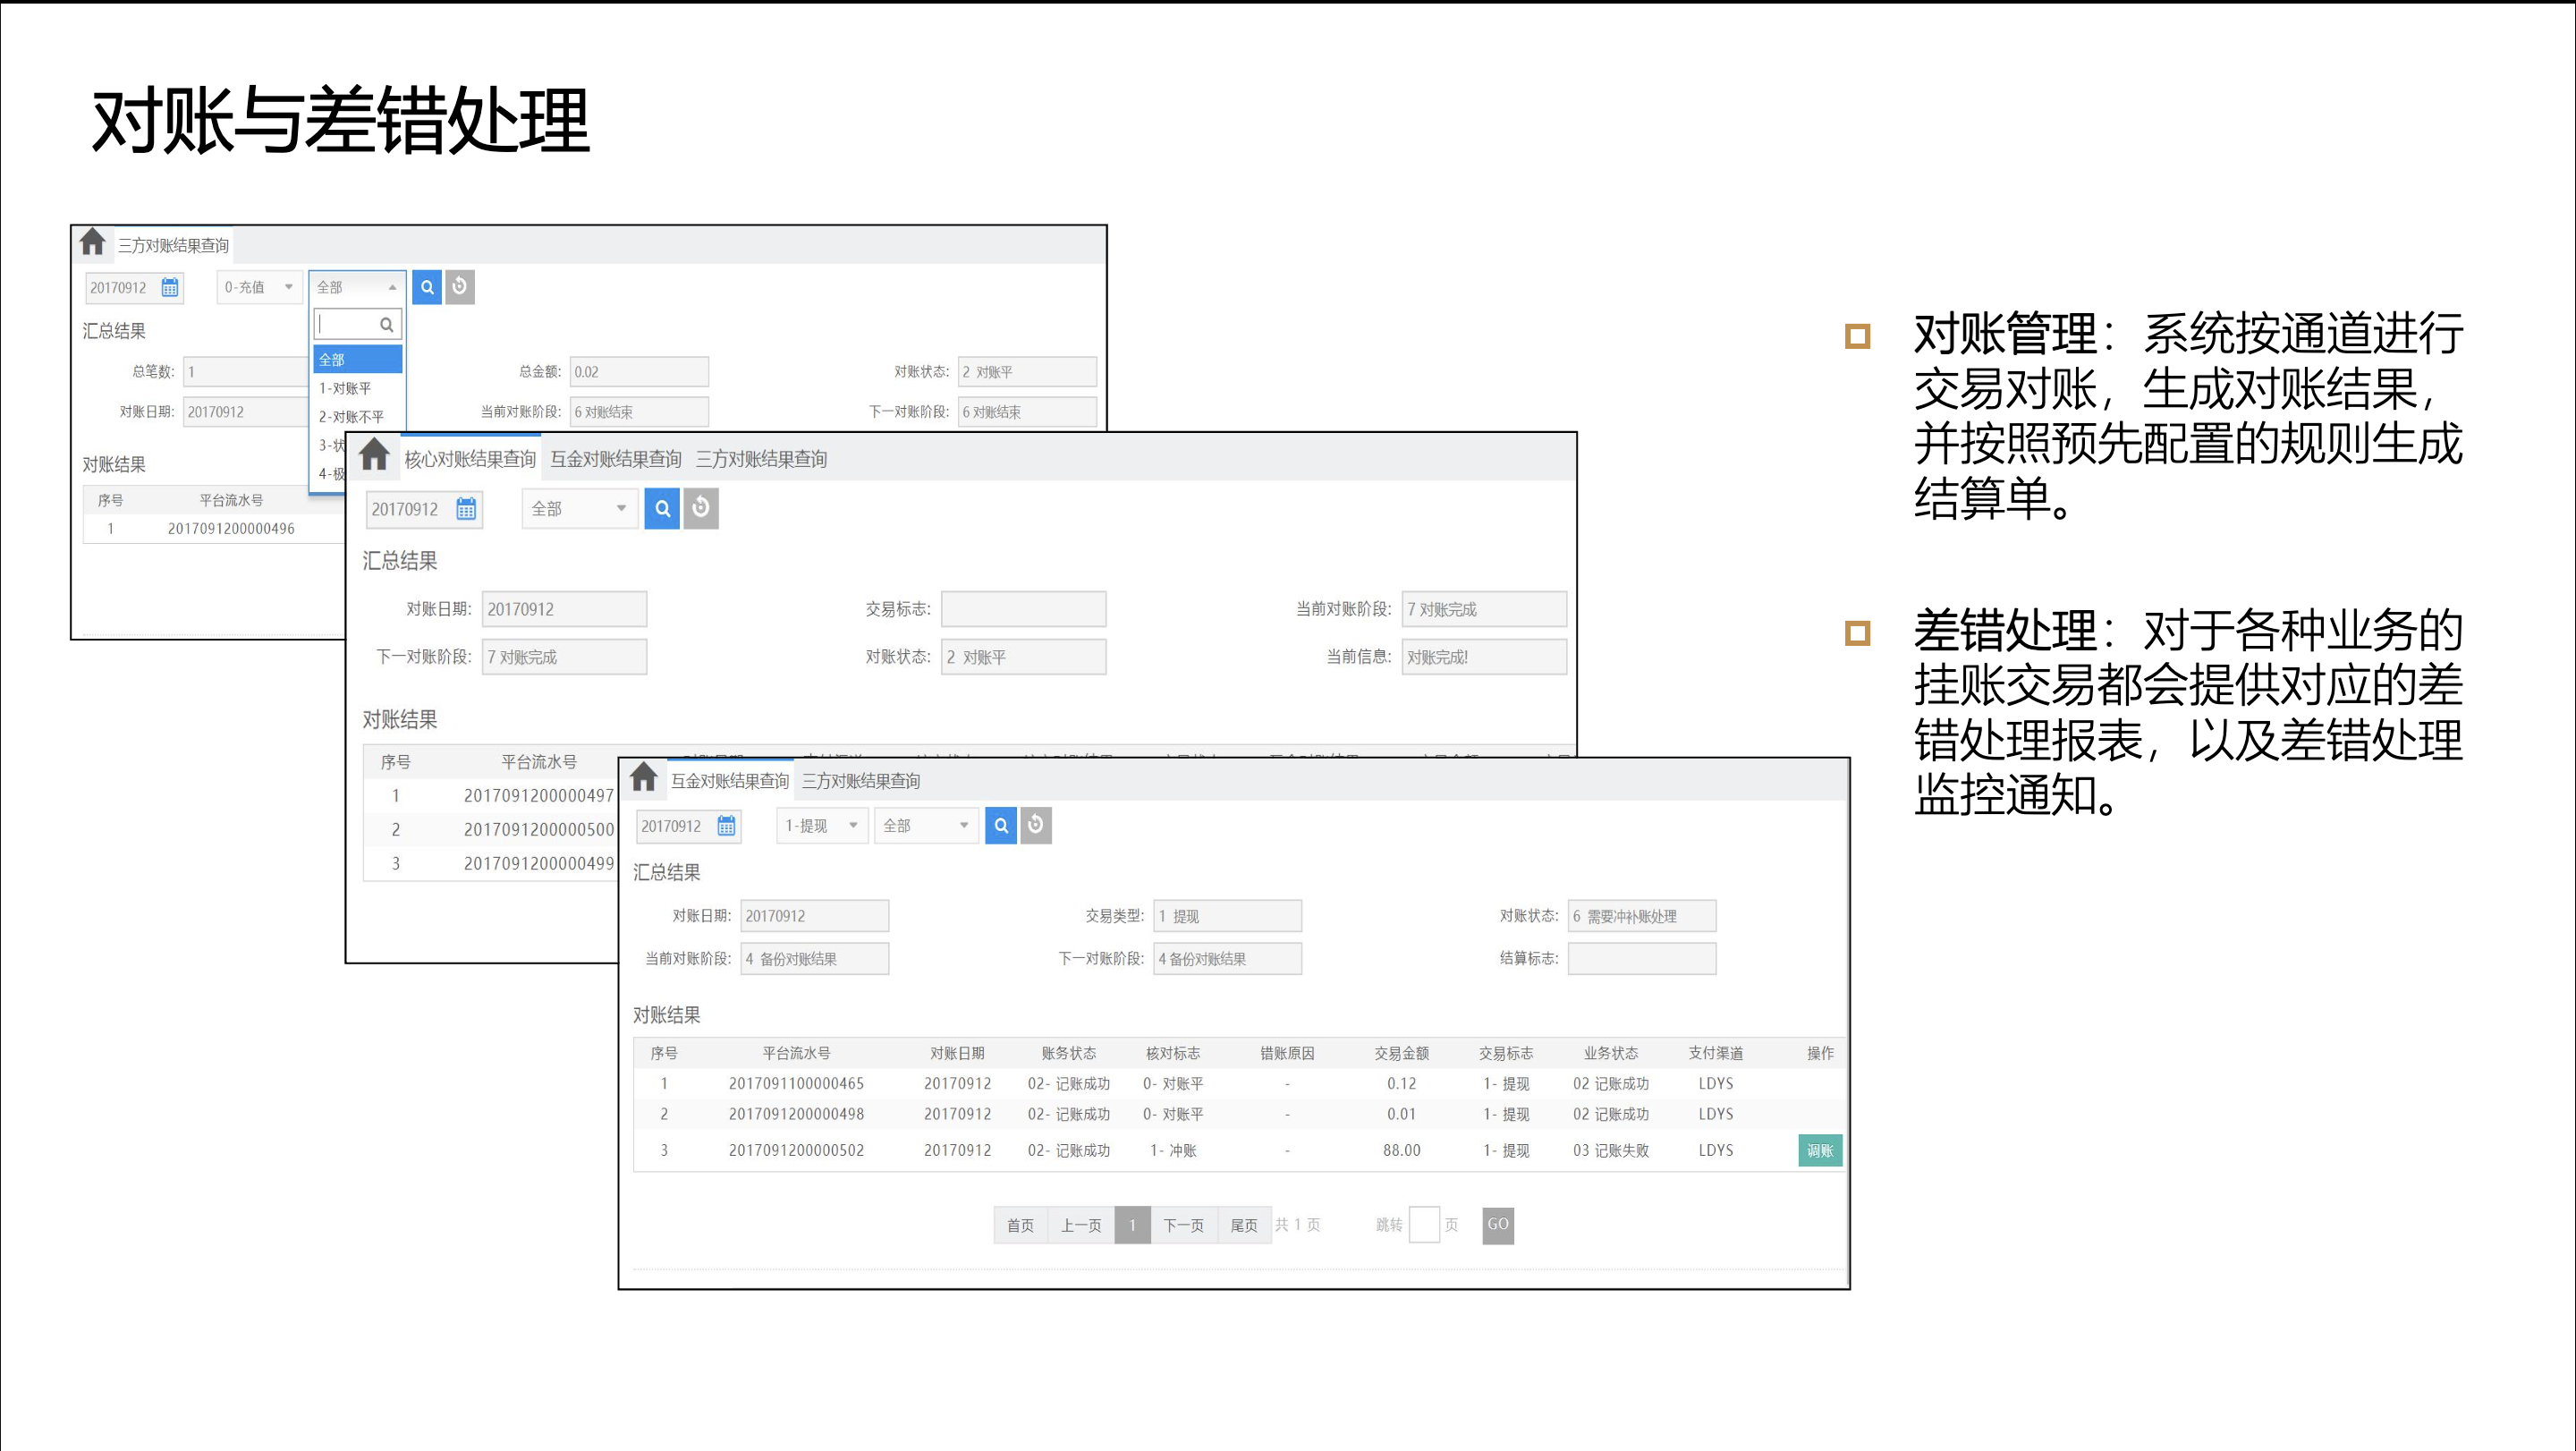 对账与差错处理
三方对账结果查询
20170912 0-充值 全部
汇总结果
全部
总笔数: 1 总金额: 0.02 对账状态: 2 对账平
1-对账平
对账日期: 20170912 当前对账阶段: 6 对账结束 下一对账阶段: 6 对账结束
2-对账不平
3-状
对账结果
4-极
序号 平台流水号
1 2017091200000496
核心对账结果查询 互金对账结果查询 三方对账结果查询
20170912 全部
汇总结果
对账日期: 20170912 交易标志: 当前对账阶段: 7 对账完成
下一对账阶段: 7 对账完成 对账状态: 2 对账平 当前信息: 对账完成!
对账结果
序号 平台流水号
1 2017091200000497
2 2017091200000500
3 2017091200000499
互金对账结果查询 三方对账结果查询
20170912 1-提现 全部
汇总结果
对账日期: 20170912 交易类型: 1 提现 对账状态: 6 需要冲补账处理
当前对账阶段: 4 备份对账结果 下一对账阶段: 4 备份对账结果 结算标志:
对账结果
序号 平台流水号 对账日期 账务状态 核对标志 错账原因 交易金额 交易标志 业务状态 支付渠道 操作
1 2017091100000465 20170912 02- 记账成功 0- 对账平 - 0.12 1- 提现 02 记账成功 LDYS
2 2017091200000498 20170912 02- 记账成功 0- 对账平 - 0.01 1- 提现 02 记账成功 LDYS
3 2017091200000502 20170912 02- 记账成功 1- 冲账 - 88.00 1- 提现 03 记账失败 LDYS 调账
首页 上一页 1 下一页 尾页 共 1 页 跳转 页 GO
对账管理：系统按通道进行
交易对账，生成对账结果，
并按照预先配置的规则生成
结算单。
差错处理：对于各种业务的
挂账交易都会提供对应的差
错处理报表，以及差错处理
监控通知。